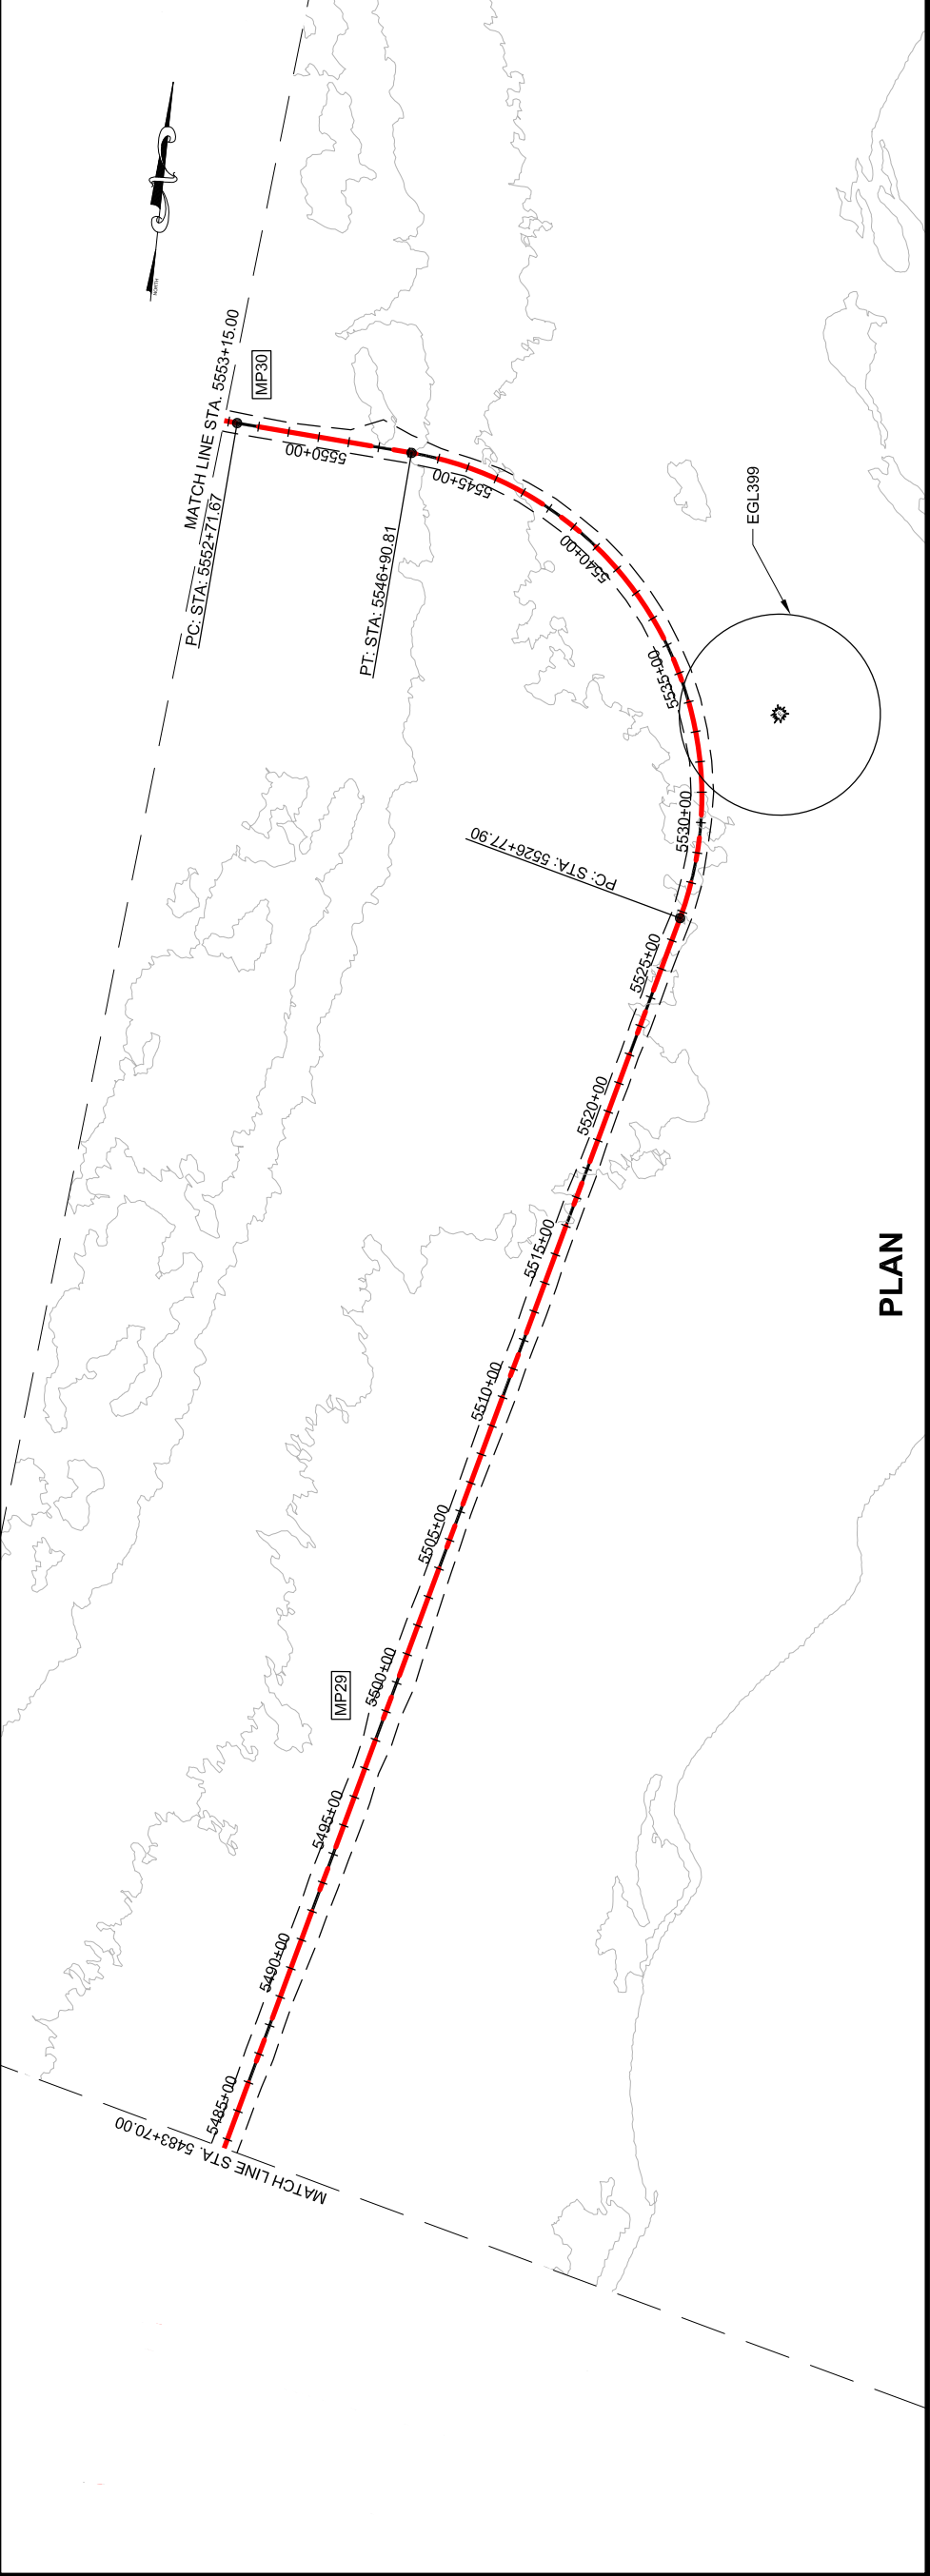 NORTH
MATCH LINE STA. 5553+15.00
MP30
PC: STA: 5552+71.67
5550+00
PT: STA: 5546+90.81
5545+00
5540+00
EGL399
5535+00
5530+00
PC: STA: 5526+77.90
5525+00
5520+00
5515+00
PLAN
5510+00
5505+00
MP29
5500+00
5495+00
5490+00
5485+00
MATCH LINE STA. 5483+70.00